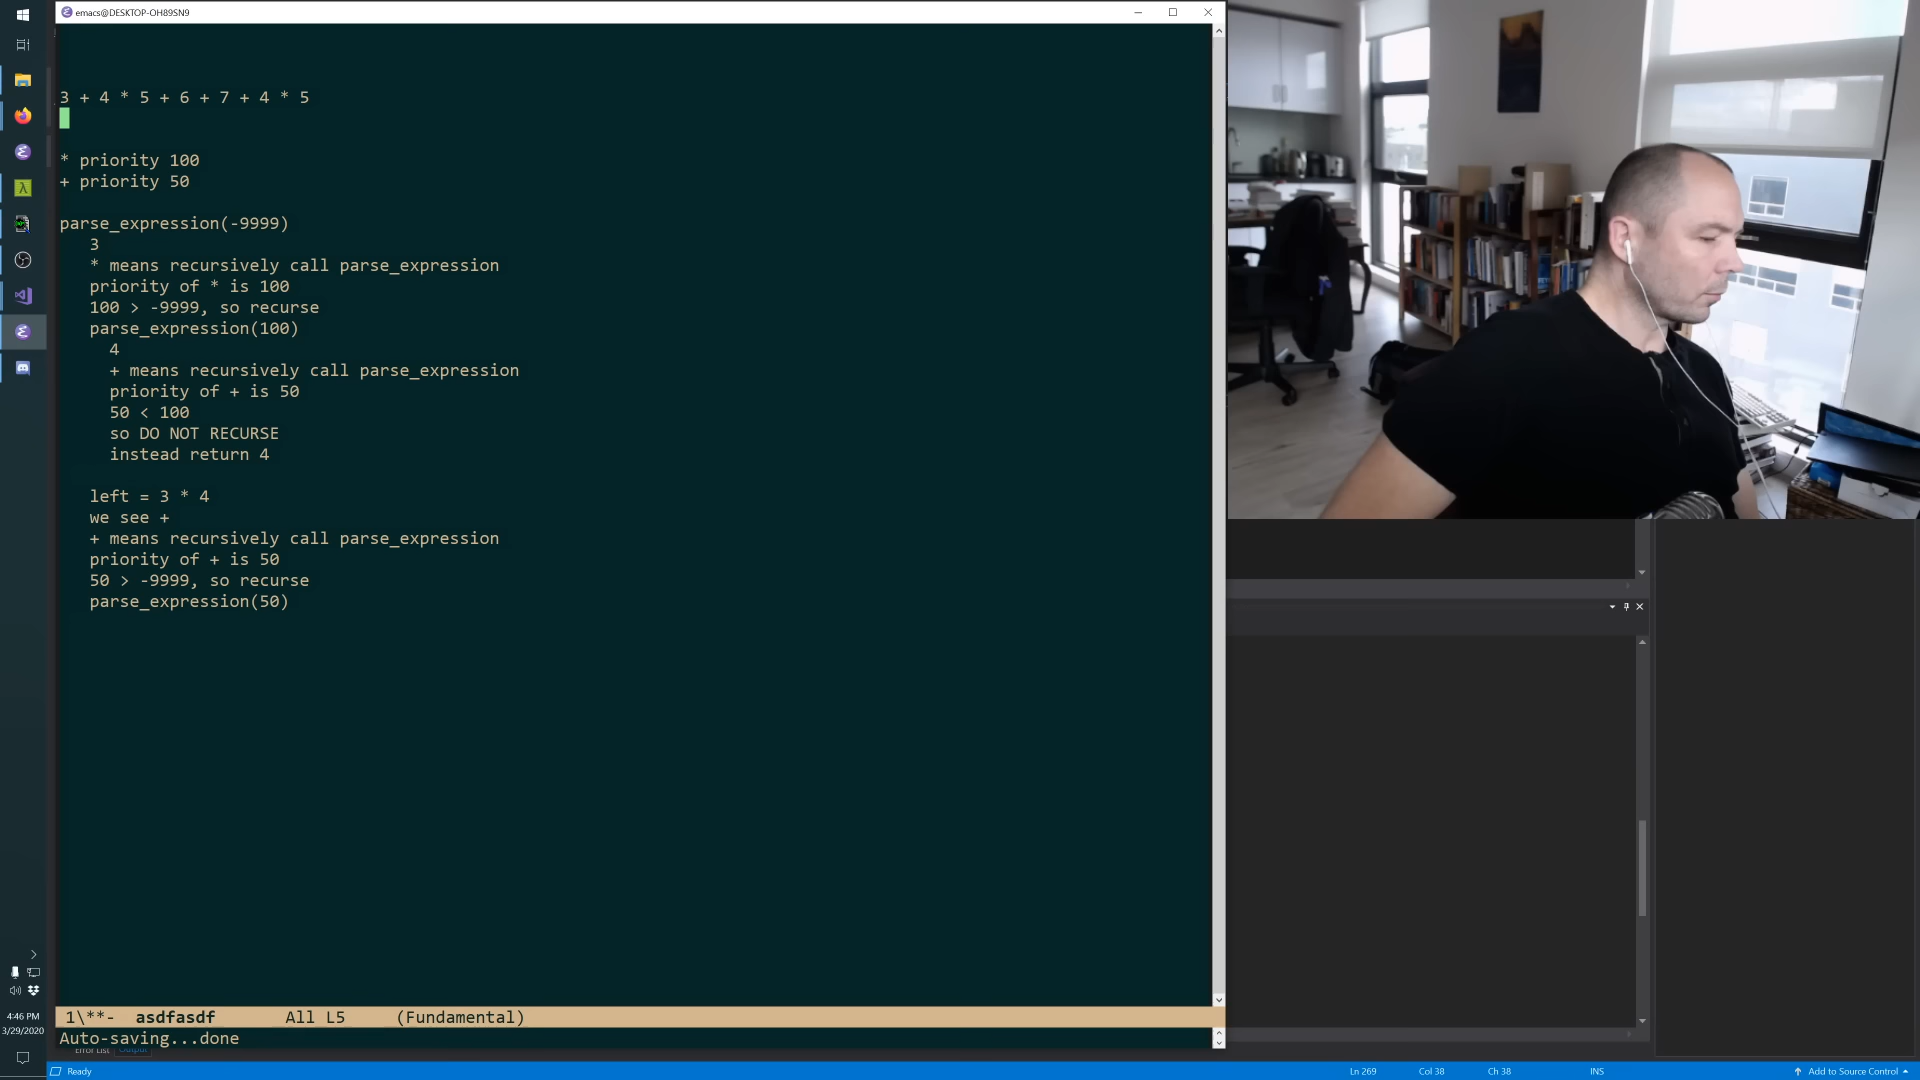 emacs@DESKTOP-OH89SN9
3 + 4 * 5 + 6 + 7 + 4 * 5
* priority 100
+ priority 50
parse_expression(-9999)
3
* means recursively call parse_expression
priority of * is 100
100 > -9999, so recurse
parse_expression(100)
4
+ means recursively call parse_expression
priority of + is 50
50 < 100
so DO NOT RECURSE
instead return 4
left = 3 * 4
we see +
+ means recursively call parse_expression
priority of + is 50
50 > -9999, so recurse
parse_expression(50)
1\**-  asdfasdf       All L5     (Fundamental)
Auto-saving...done
Error List Output
4:46 PM
3/29/2020
Ready
Ln 269 Col 38 Ch 38 INS Add to Source Control